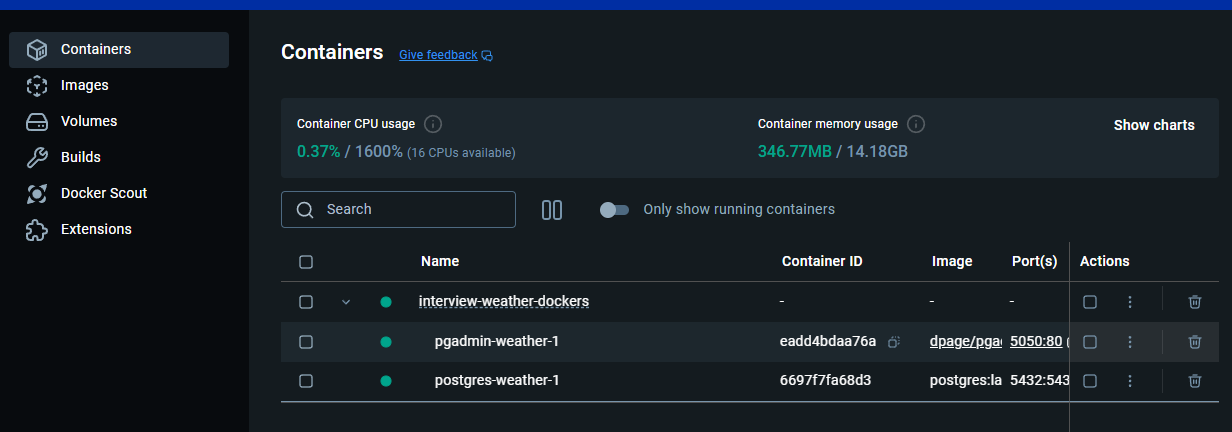 Containers
Images
Volumes
Builds
Docker Scout
Extensions
Containers Give feedback
Container CPU usage
0.37% / 1600% (16 CPUs available)
Container memory usage
346.77MB / 14.18GB
Show charts
Search
Only show running containers
Name Container ID Image Port(s) Actions
interview-weather-dockers - - -
pgadmin-weather-1 eadd4bdaa76a dpage/pga 5050:80
postgres-weather-1 6697f7fa68d3 postgres:la 5432:543